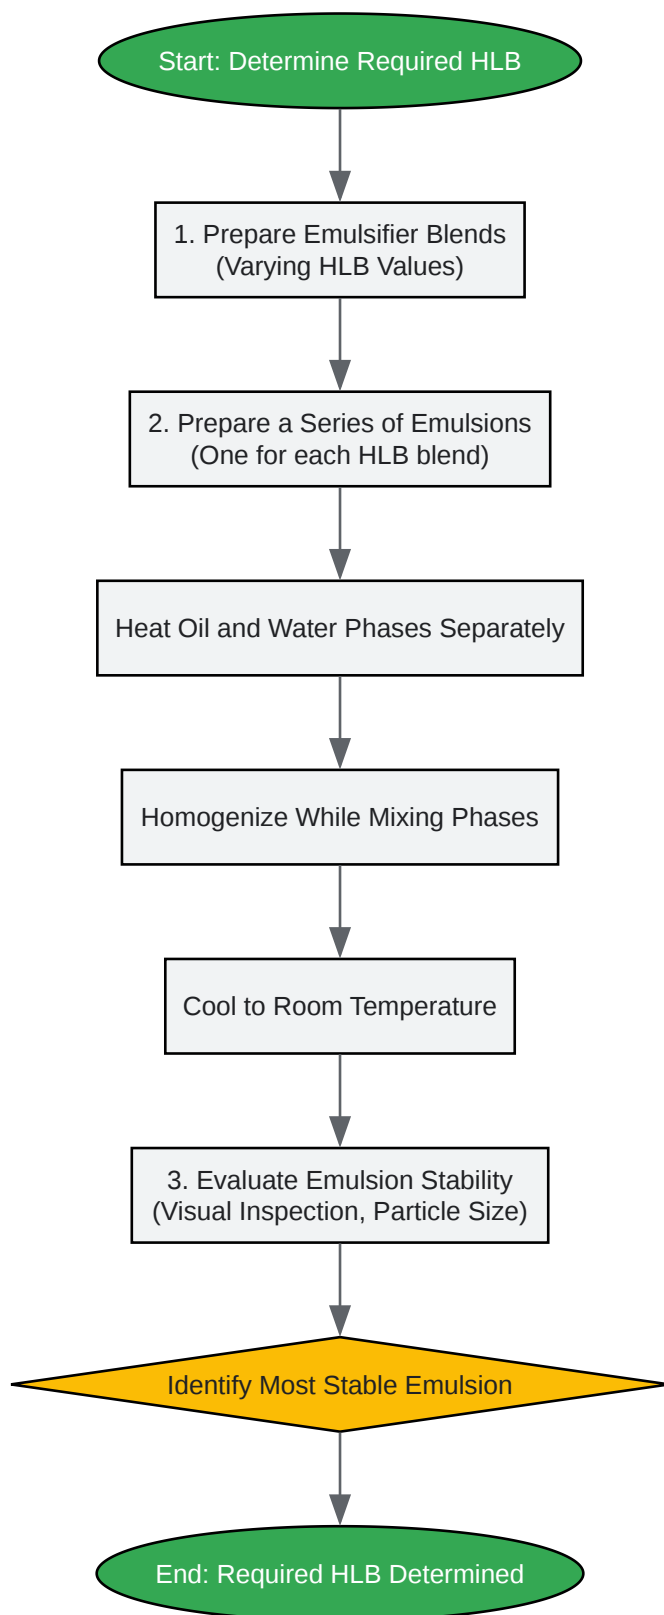 Start: Determine Required HLB
1. Prepare Emulsifier Blends
(Varying HLB Values)
2. Prepare a Series of Emulsions
(One for each HLB blend)
Heat Oil and Water Phases Separately
Homogenize While Mixing Phases
Cool to Room Temperature
3. Evaluate Emulsion Stability
(Visual Inspection, Particle Size)
Identify Most Stable Emulsion
End: Required HLB Determined